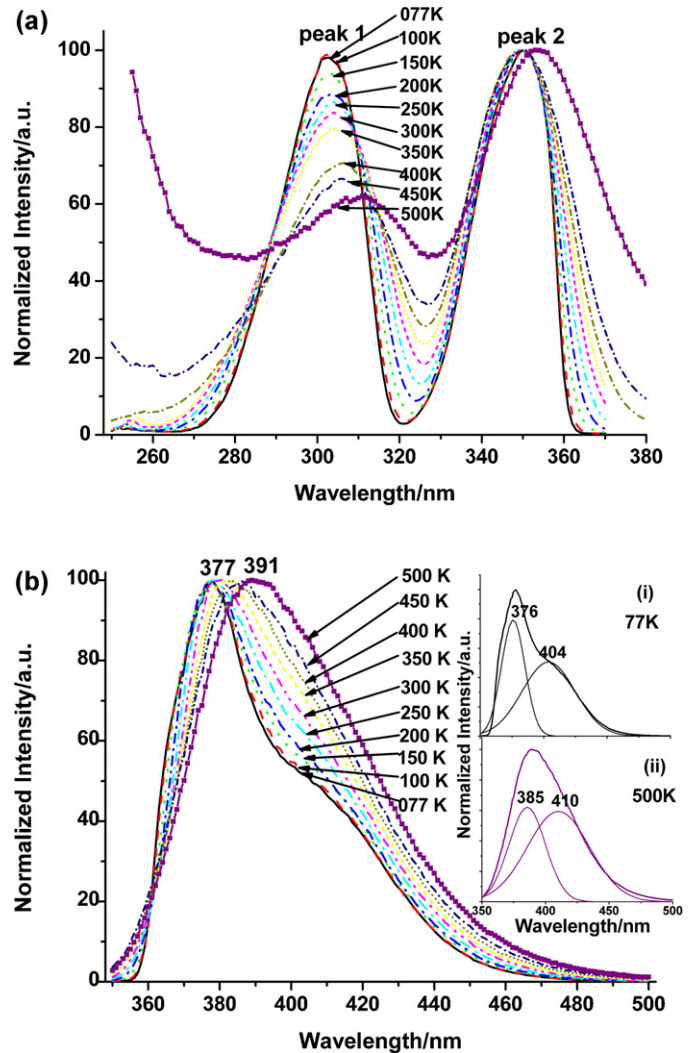 (a)
peak 1
peak 2
077K
100K
150K
200K
250K
300K
350K
400K
450K
500K
Normalized Intensity/a.u.
100
80
60
40
20
0
260 280 300 320 340 360 380
Wavelength/nm
(b)
377 391
500 K
450 K
400 K
350 K
300 K
250 K
200 K
150 K
100 K
077 K
Normalized Intensity/a.u.
100
80
60
40
20
0
360 380 400 420 440 460 480 500
Wavelength/nm
(i)
77K
376
404
(ii)
500K
385 410
Normalized Intensity/a.u.
350 400 450 500
Wavelength/nm